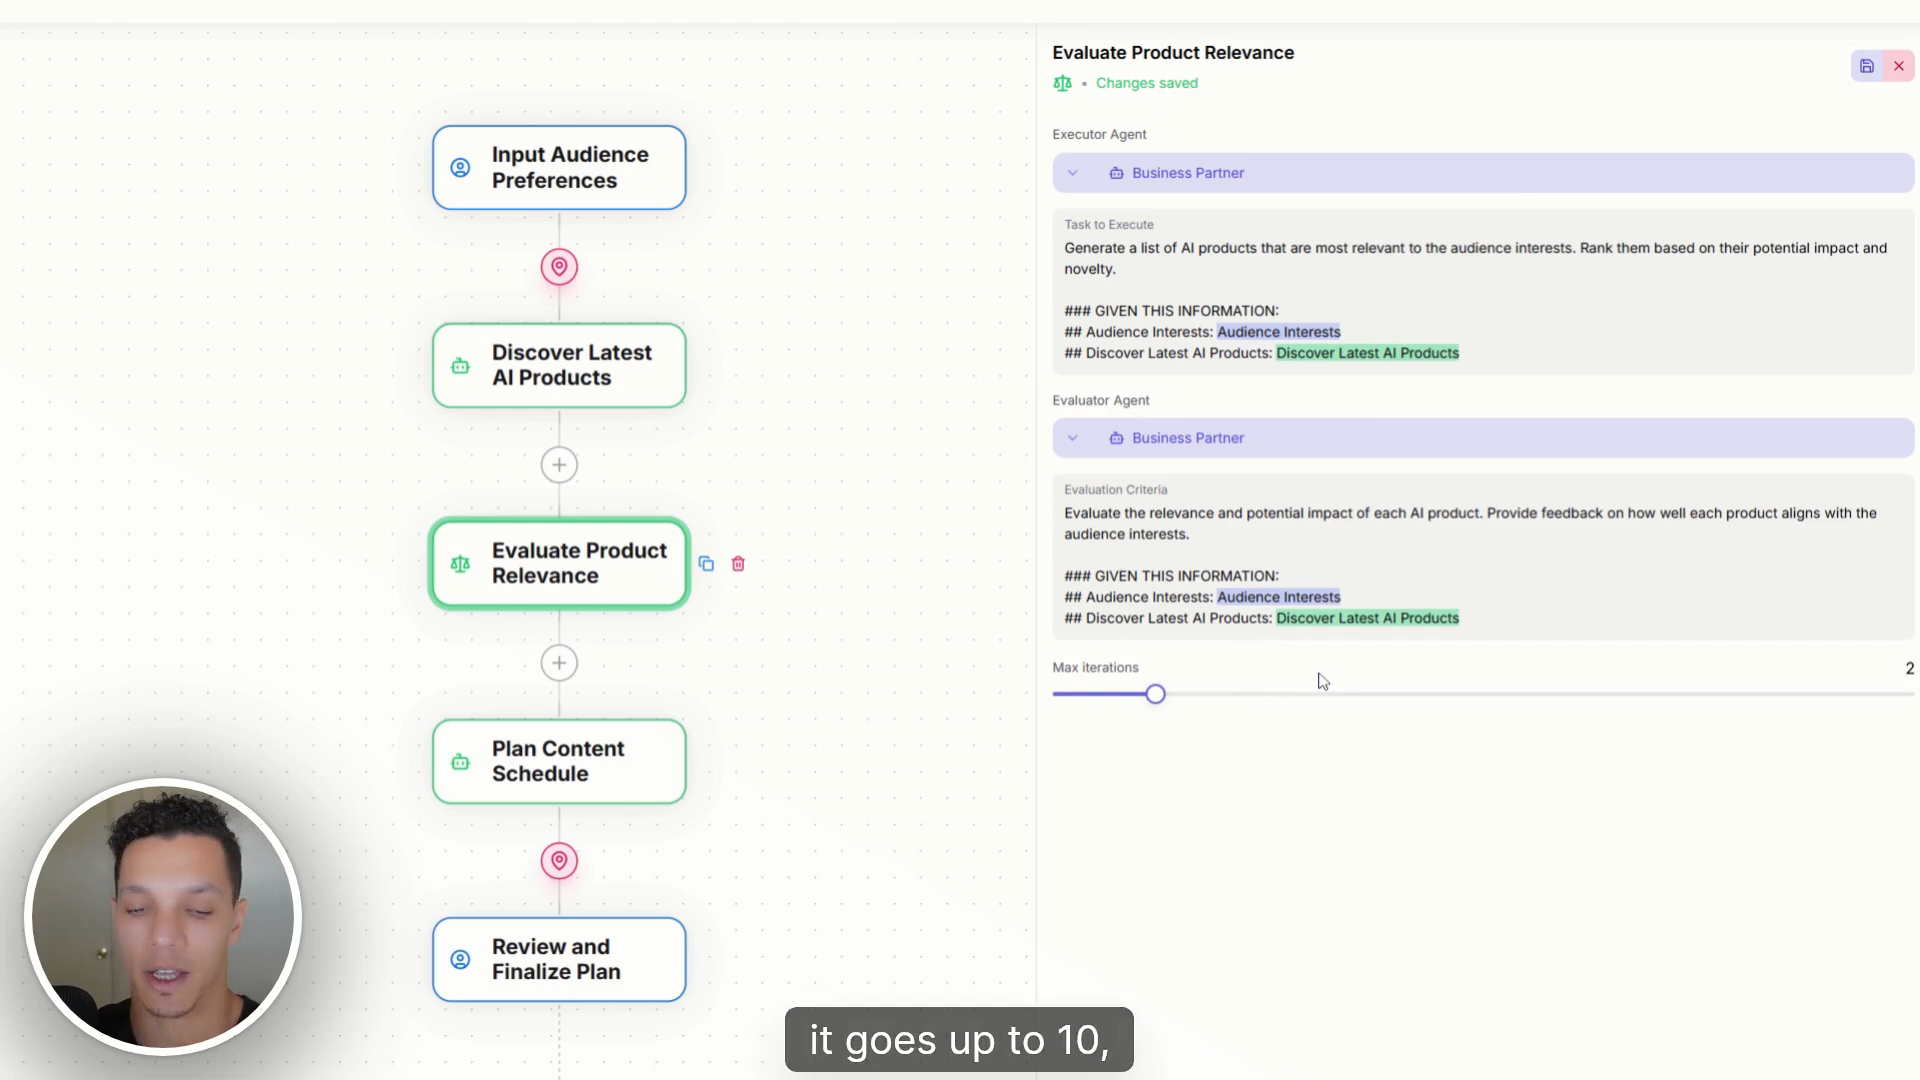 Input Audience
Preferences
Discover Latest
AI Products
Evaluate Product
Relevance
Plan Content
Schedule
Review and
Finalize Plan
Evaluate Product Relevance
• Changes saved
Executor Agent
Business Partner
Task to Execute
Generate a list of AI products that are most relevant to the audience interests. Rank them based on their potential impact and
novelty.
### GIVEN THIS INFORMATION:
## Audience Interests: Audience Interests
## Discover Latest AI Products: Discover Latest AI Products
Evaluator Agent
Business Partner
Evaluation Criteria
Evaluate the relevance and potential impact of each AI product. Provide feedback on how well each product aligns with the
audience interests.
### GIVEN THIS INFORMATION:
## Audience Interests: Audience Interests
## Discover Latest AI Products: Discover Latest AI Products
Max iterations 2
it goes up to 10,